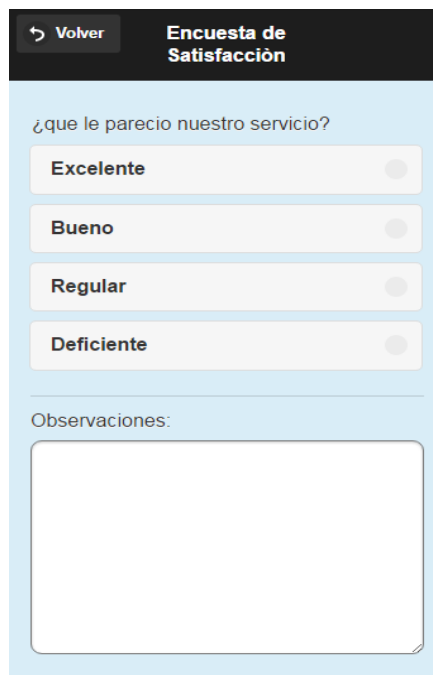 Volver
Encuesta de
Satisfacciòn
¿que le parecio nuestro servicio?
Excelente
Bueno
Regular
Deficiente
Observaciones: